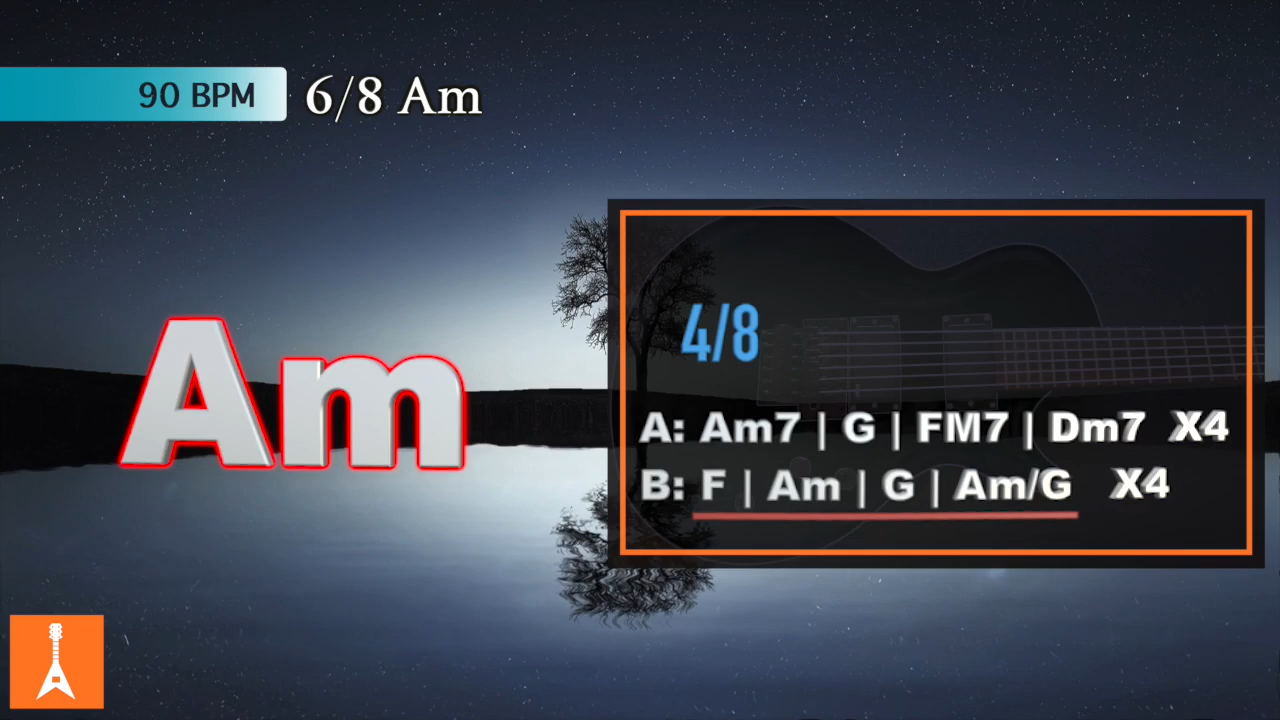 90 BPM 6/8 Am
Am
4/8
A: Am7 | G | FM7 | Dm7 X4
B: F | Am | G | Am/G X4